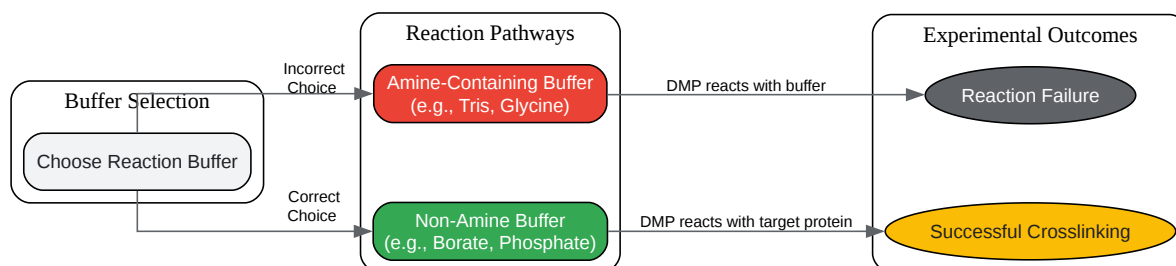 Buffer Selection
Choose Reaction Buffer
Incorrect
Choice
Correct
Choice
Reaction Pathways
Amine-Containing Buffer
(e.g., Tris, Glycine)
Non-Amine Buffer
(e.g., Borate, Phosphate)
DMP reacts with buffer
DMP reacts with target protein
Experimental Outcomes
Reaction Failure
Successful Crosslinking